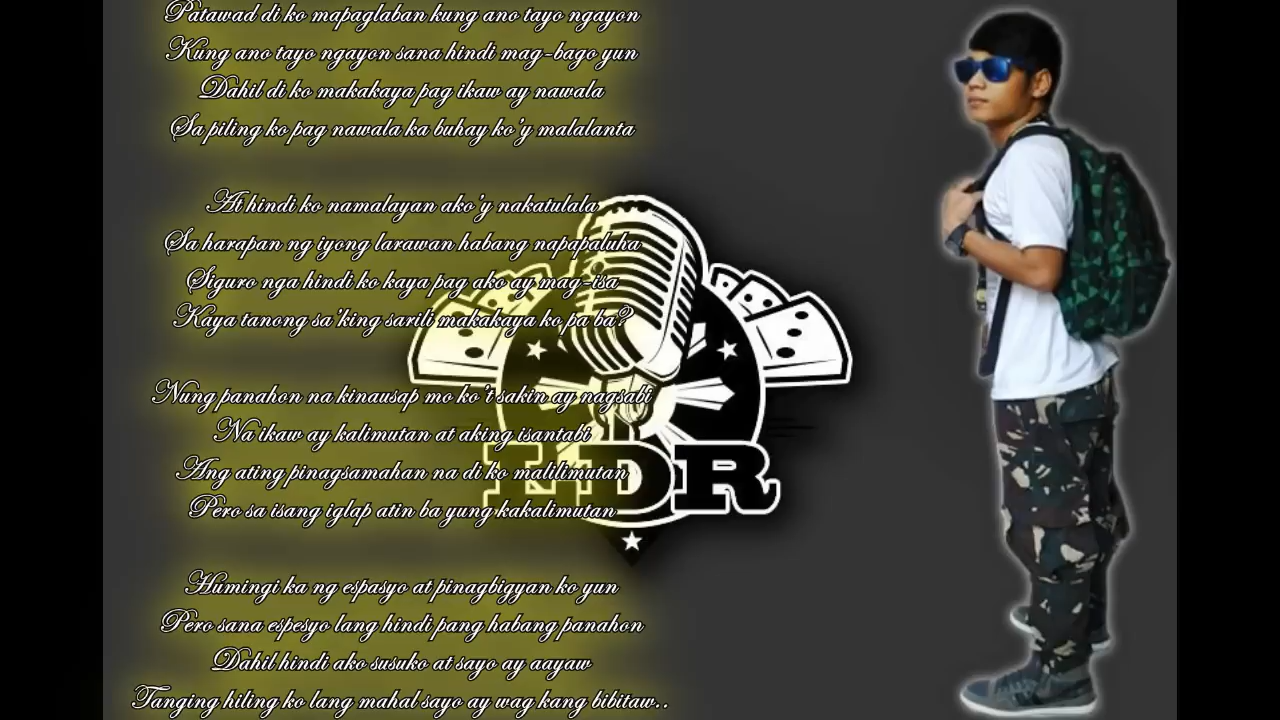 Patawad di ko mapaglaban kung ano tayo ngayon
Kung ano tayo ngayon sana hindi mag-bago yun
Dahil di ko makakaya pag ikaw ay nawala
Sa piling ko pag nawala ka buhay ko'y malalanta
At hindi ko namalayan ako'y nakatulala
Sa harapan ng iyong larawan habang napapaluha
Siguro nga hindi ko kaya pag ako ay mag-isa
Kaya tanong sa'king sarili makakaya ko pa ba?
Nung panahon na kinausap mo ko't sakin ay nagsabi
Na ikaw ay kalimutan at aking isantabi
Ang ating pinagsamahan na di ko malilimutan
Pero sa isang iglap atin ba yung kakalimutan
Humingi ka ng espasyo at pinagbigyan ko yun
Pero sana espesyo lang hindi pang habang panahon
Dahil hindi ako susuko at sayo ay aayaw
Tanging hiling ko lang mahal sayo ay wag kang bibitaw..